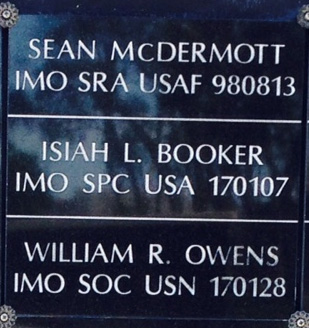 SEAN McDERMOTT
IMO SRA USAF 980813
ISIAH L. BOOKER
IMO SPC USA 170107
WILLIAM R. OWENS
IMO SOC USN 170128